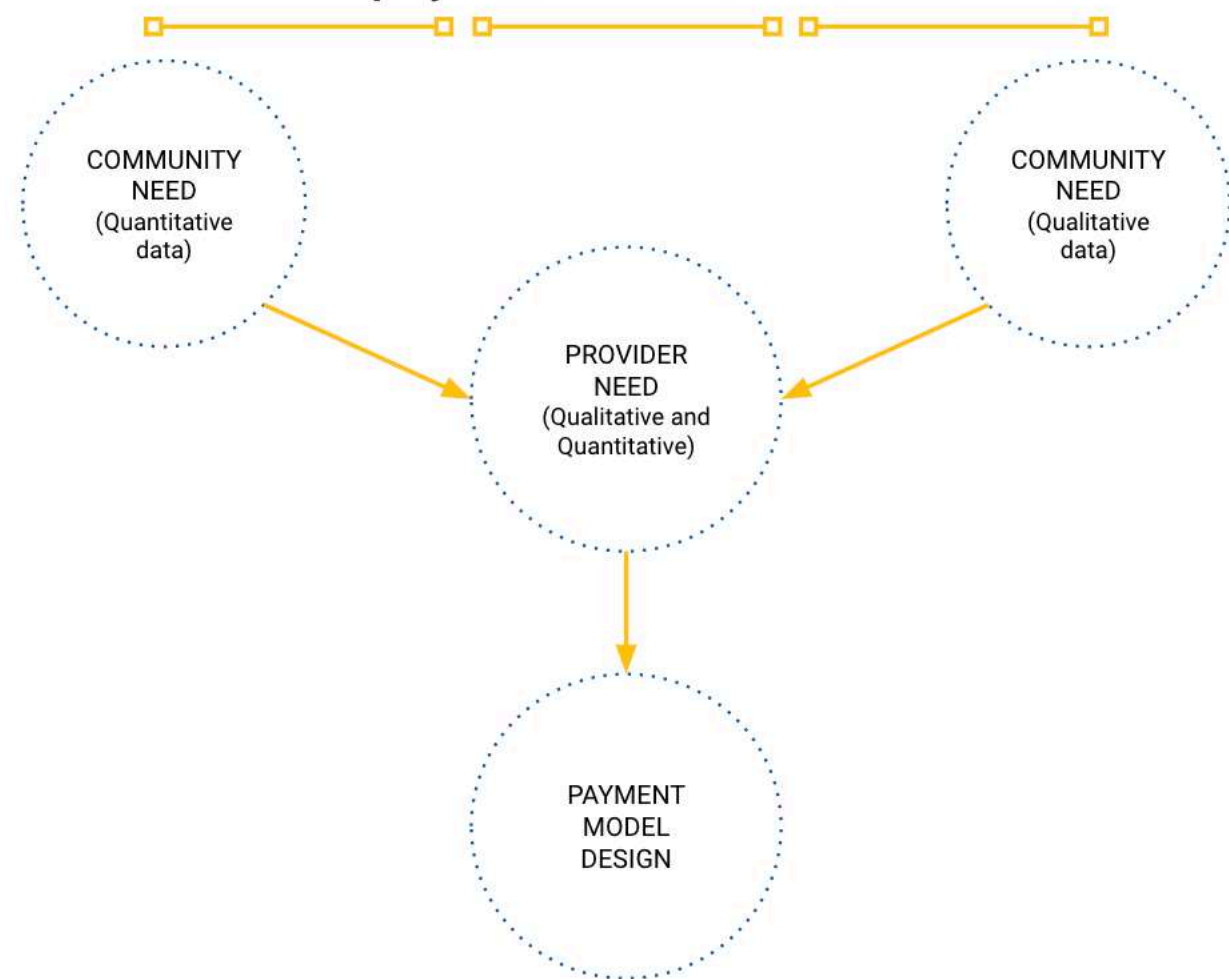 COMMUNITY
NEED
(Quantitative
data)
COMMUNITY
NEED
(Qualitative
data)
PROVIDER
NEED
(Qualitative and
Quantitative)
PAYMENT
MODEL
DESIGN